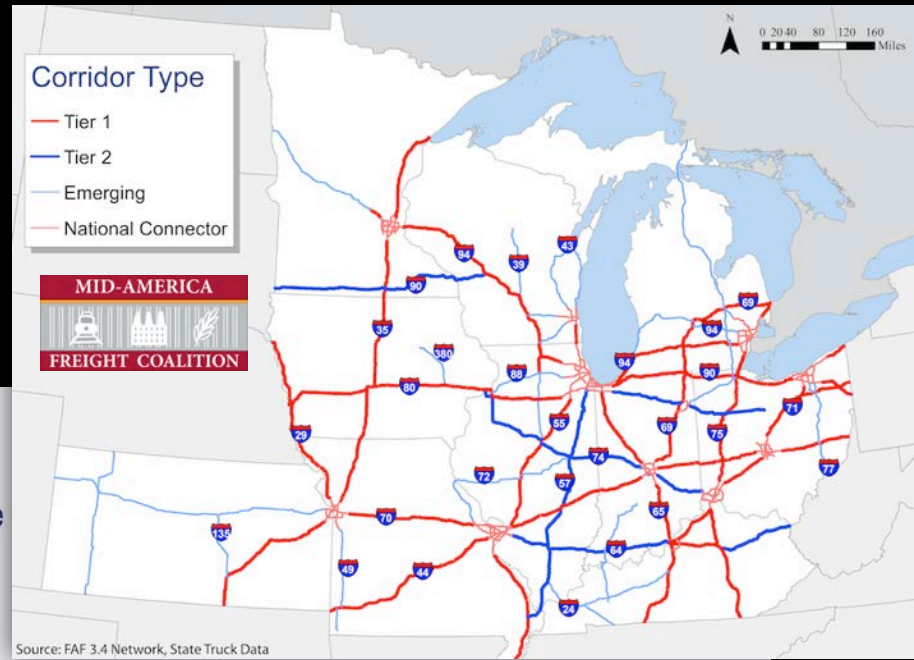 Corridor Type
Tier 1
Tier 2
Emerging
National Connector
MID-AMERICA
FREIGHT COALITION
N
0 20 40 80 120 160
Miles
94
43
39
90
35
380
88
80
29
69
94
94
90
71
55
69
75
74
77
72
57
65
70
135
64
49
44
24
e
Source: FAF 3.4 Network, State Truck Data